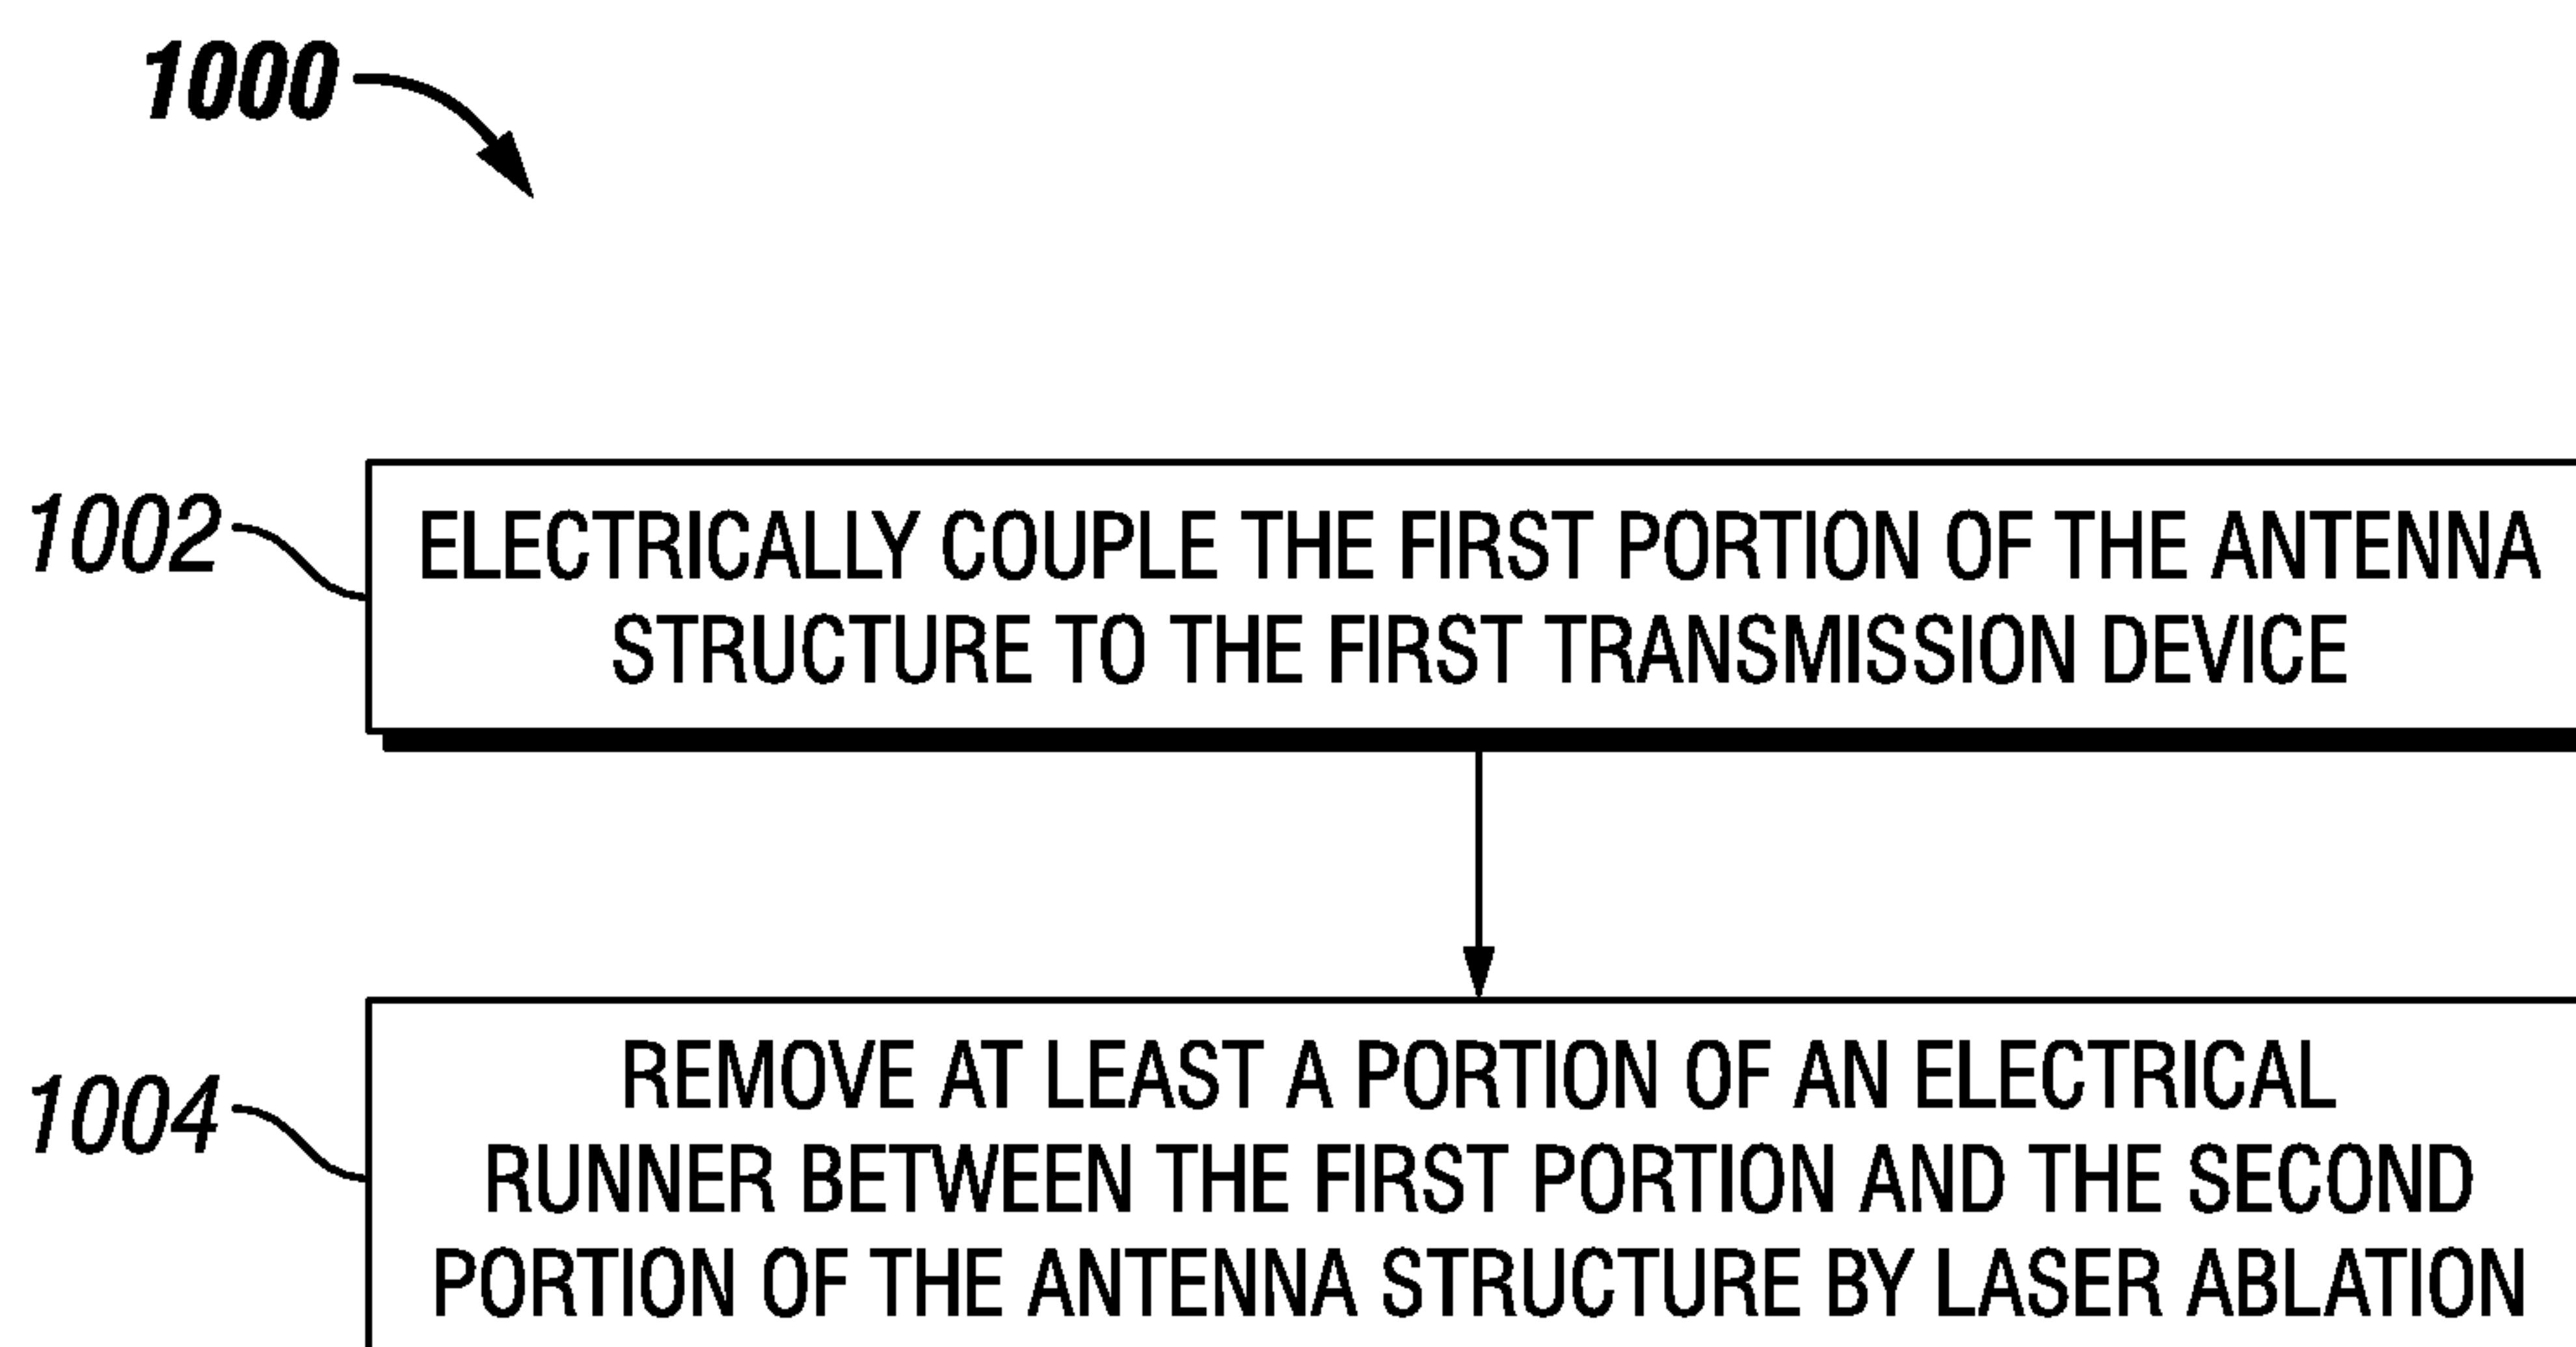 1000
1002
ELECTRICALLY COUPLE THE FIRST PORTION OF THE ANTENNA
STRUCTURE TO THE FIRST TRANSMISSION DEVICE
1004
REMOVE AT LEAST A PORTION OF AN ELECTRICAL
RUNNER BETWEEN THE FIRST PORTION AND THE SECOND
PORTION OF THE ANTENNA STRUCTURE BY LASER ABLATION